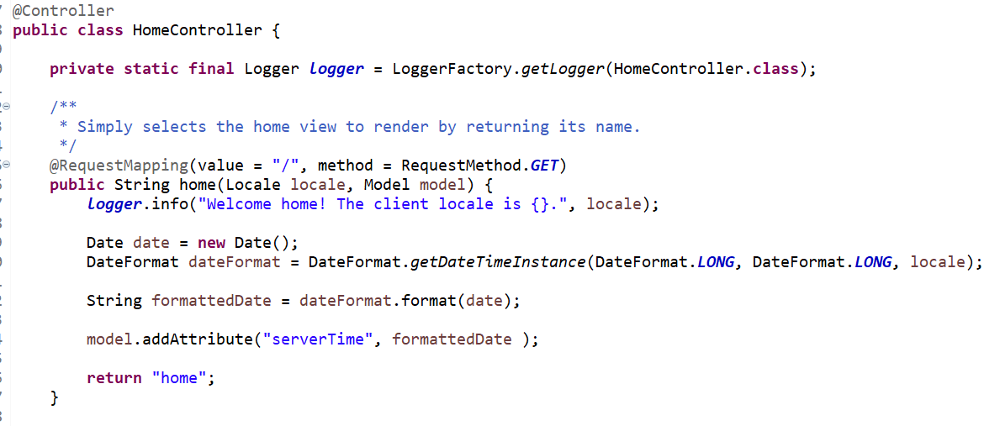 @Controller
public class HomeController {
private static final Logger logger = LoggerFactory.getLogger(HomeController.class);
/**
* Simply selects the home view to render by returning its name.
*/
@RequestMapping(value = "/", method = RequestMethod.GET)
public String home(Locale locale, Model model) {
logger.info("Welcome home! The client locale is {}.", locale);
Date date = new Date();
DateFormat dateFormat = DateFormat.getDateTimeInstance(DateFormat.LONG, DateFormat.LONG, locale);
String formattedDate = dateFormat.format(date);
model.addAttribute("serverTime", formattedDate );
return "home";
}